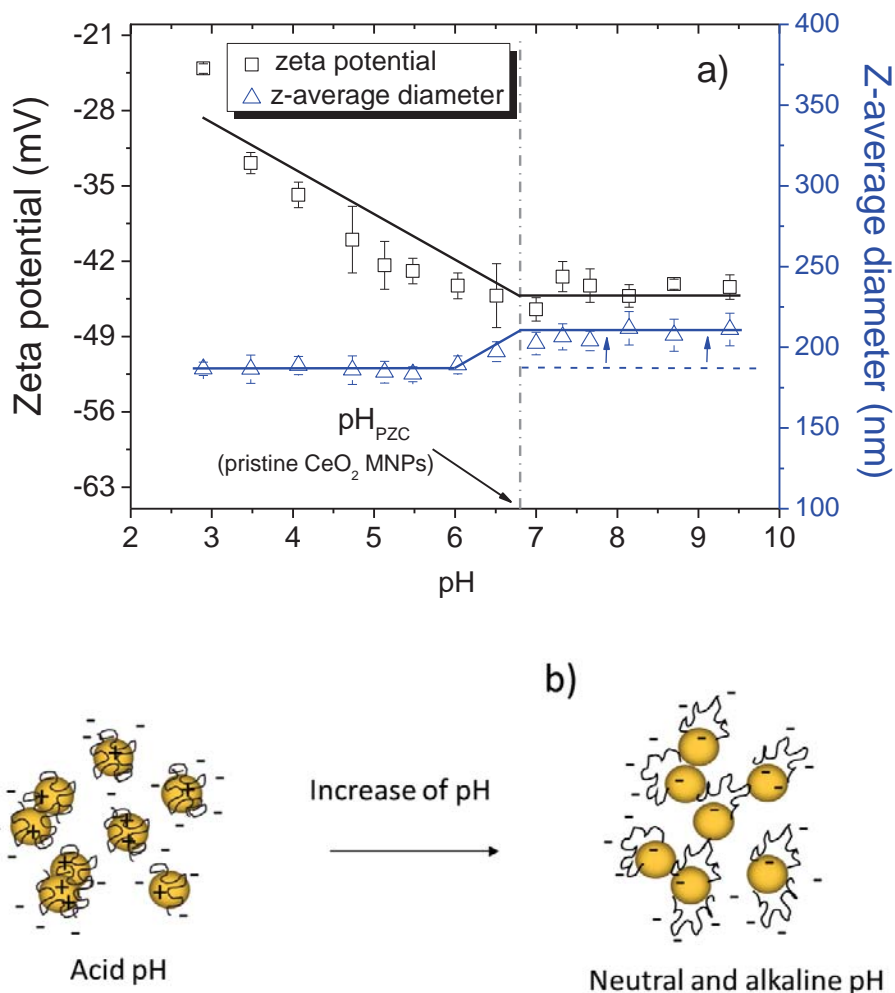 a)
zeta potential
z-average diameter
Zeta potential (mV)
-21
-28
-35
-42
-49
-56
-63
Z-average diameter (nm)
400
350
300
250
200
150
100
pH_PZC
(pristine CeO₂ MNPs)
2 3 4 5 6 7 8 9 10
pH
b)
Increase of pH
Acid pH
Neutral and alkaline pH